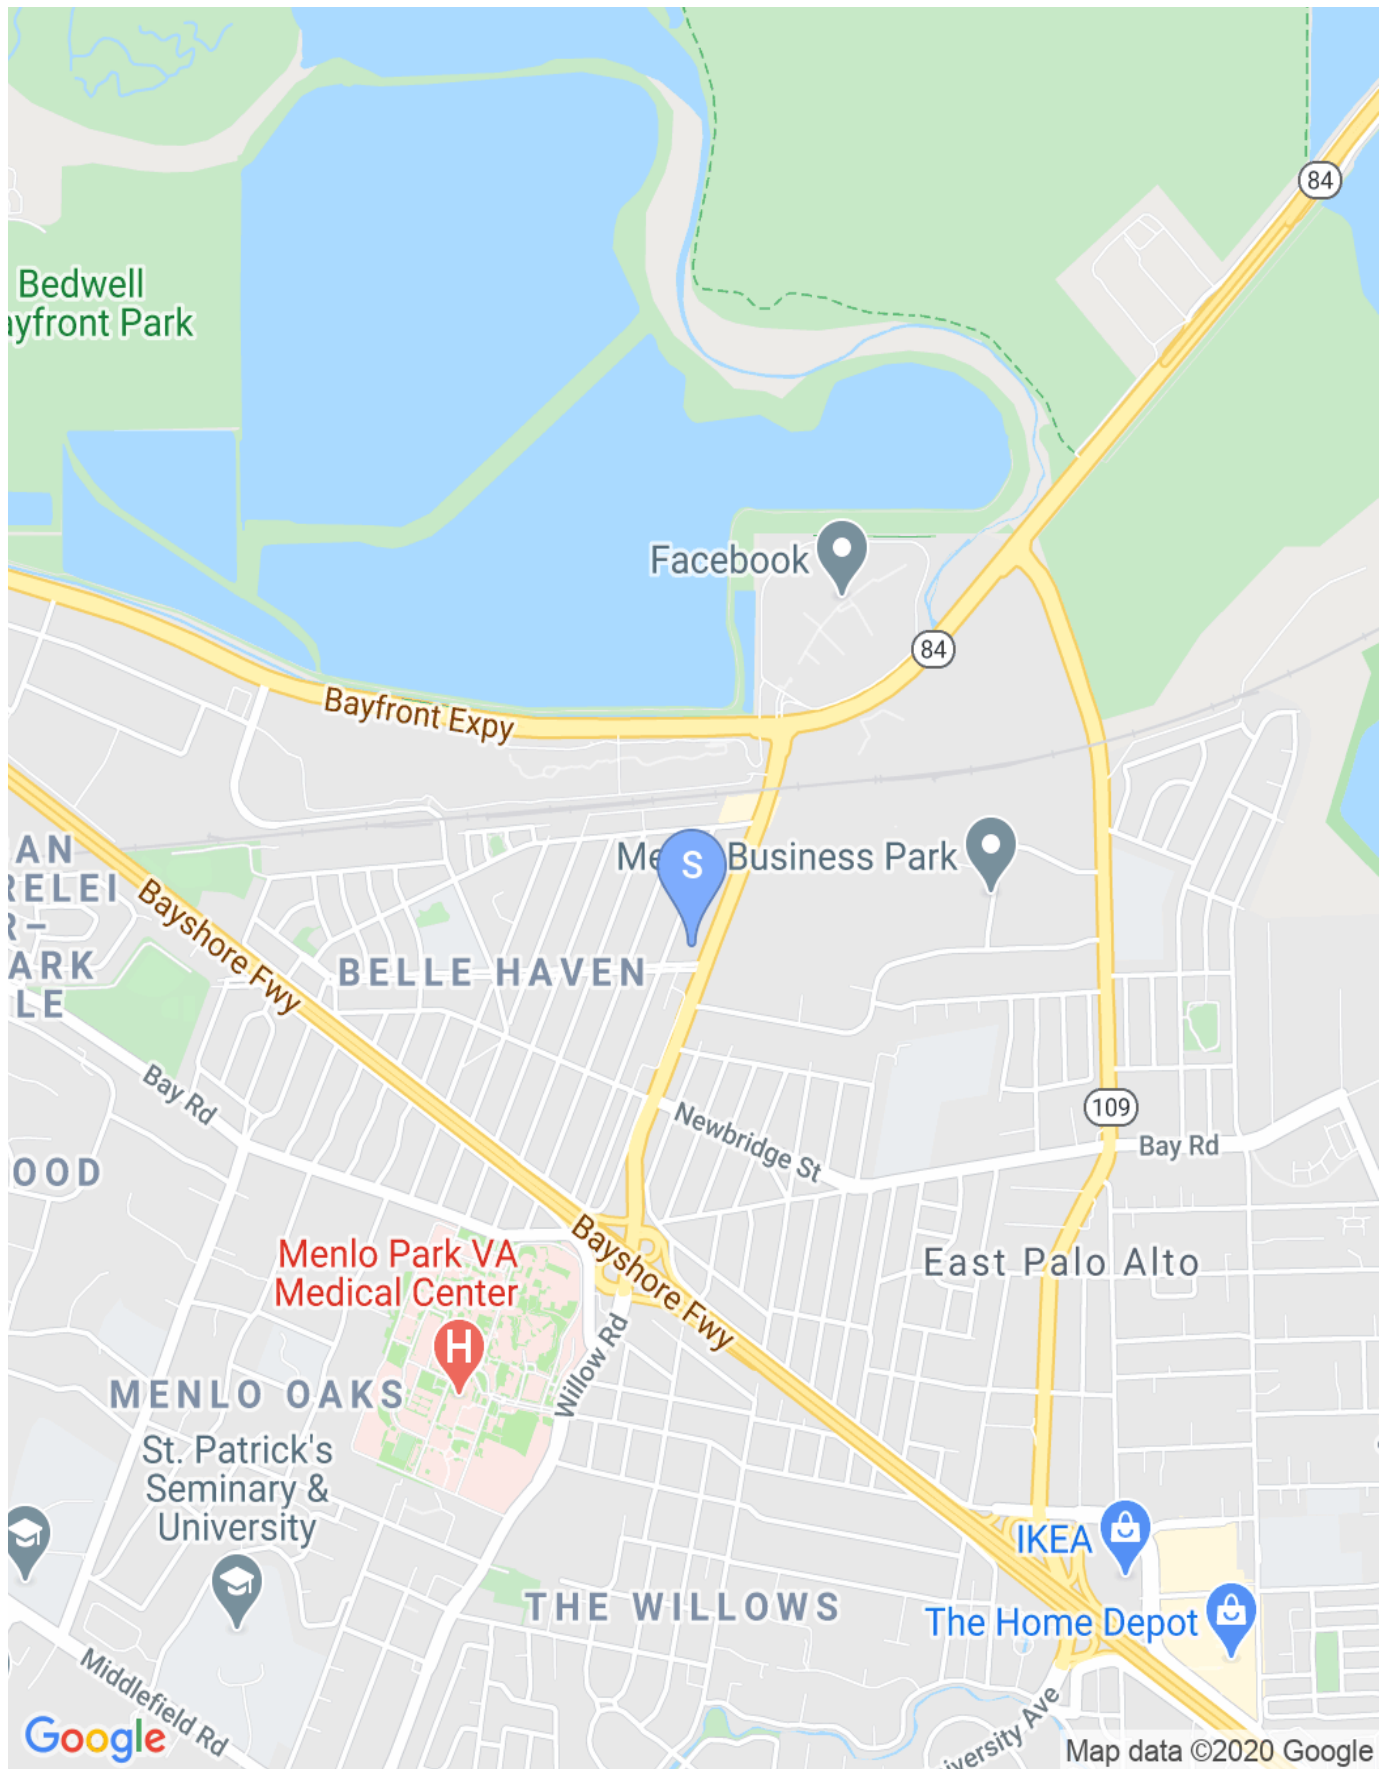 84
Bedwell
ayfront Park
Facebook
84
Bayfront Expy
AN
RELEI
R–
ARK
LE
S
Me Business Park
Bayshore Fwy
BELLE HAVEN
Bay Rd
Newbridge St
109
Bay Rd
OOD
Menlo Park VA
Medical Center
H
Bayshore Fwy
East Palo Alto
Willow Rd
MENLO OAKS
St. Patrick's
Seminary &
University
IKEA
THE WILLOWS
The Home Depot
Middlefield Rd
iversity Ave
Google
Map data ©2020 Google